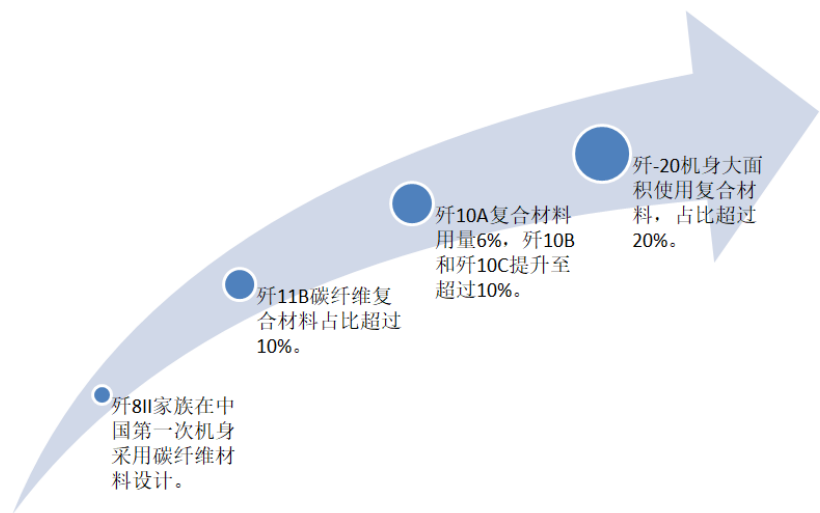 歼-20机身大面
积使用复合材
料，占比超过
20%。
歼10A复合材料
用量6%，歼10B
和歼10C提升至
超过10%。
歼11B碳纤维复
合材料占比超过
10%。
歼8II家族在中
国第一次机身
采用碳纤维材
料设计。